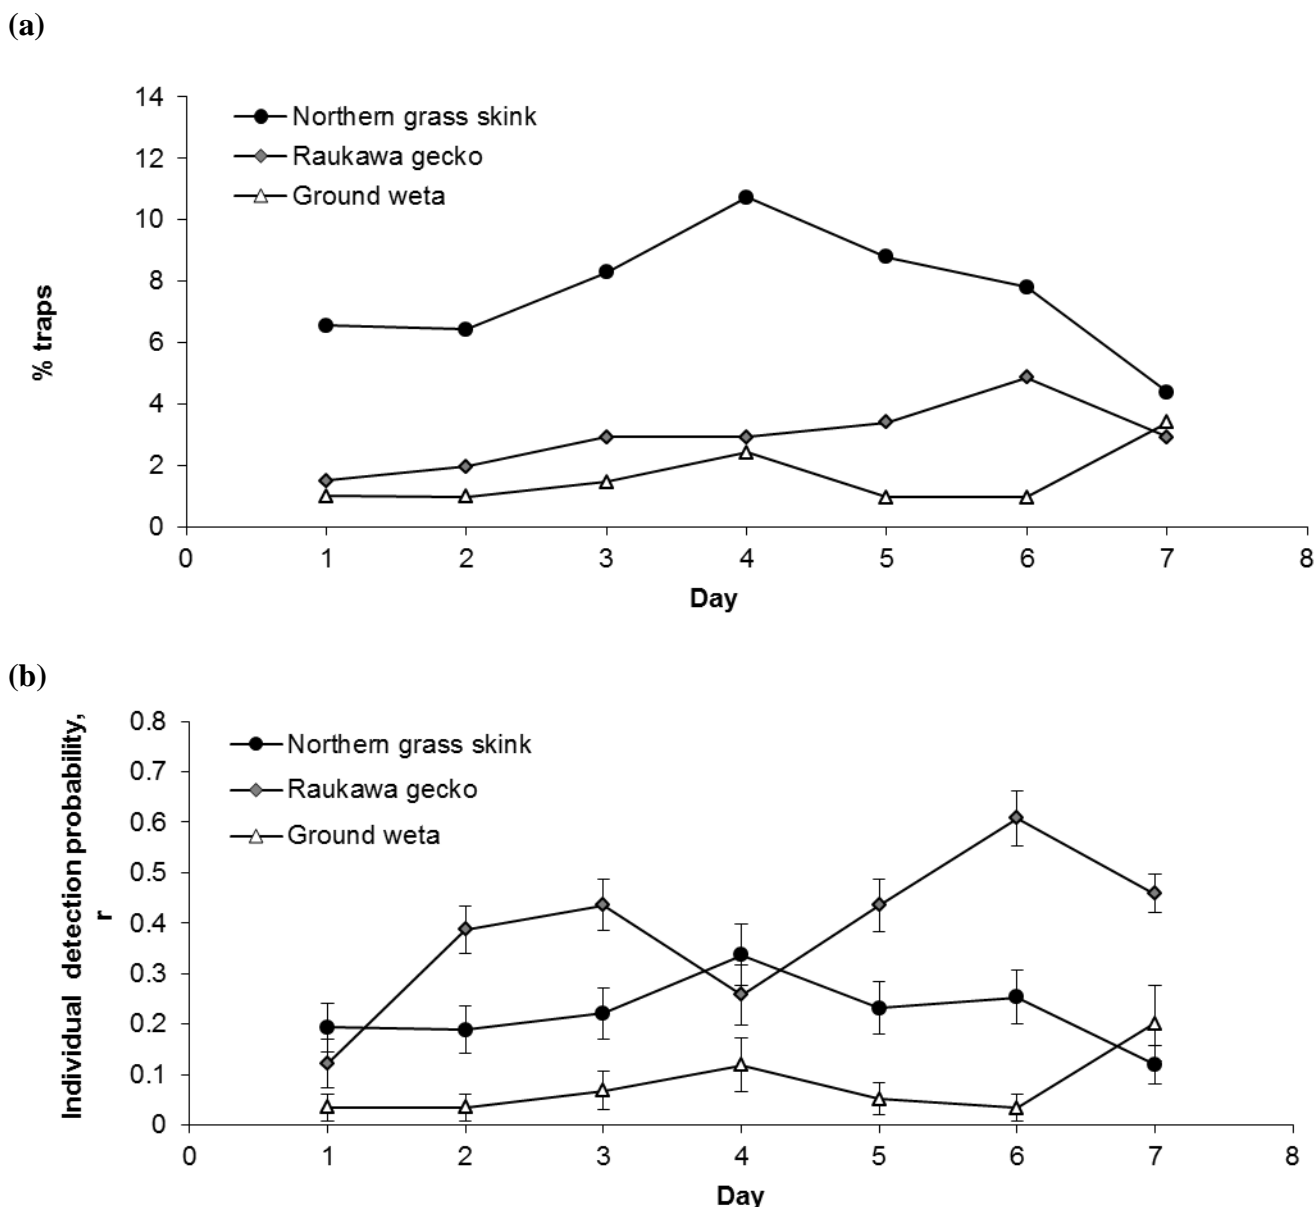 (a)
14
12
10
8
6
4
2
0
% traps
Northern grass skink
Raukawa gecko
Ground weta
0 1 2 3 4 5 6 7 8
Day
(b)
Individual detection probability,
r
0.8
0.7
0.6
0.5
0.4
0.3
0.2
0.1
0
Northern grass skink
Raukawa gecko
Ground weta
0 1 2 3 4 5 6 7 8
Day